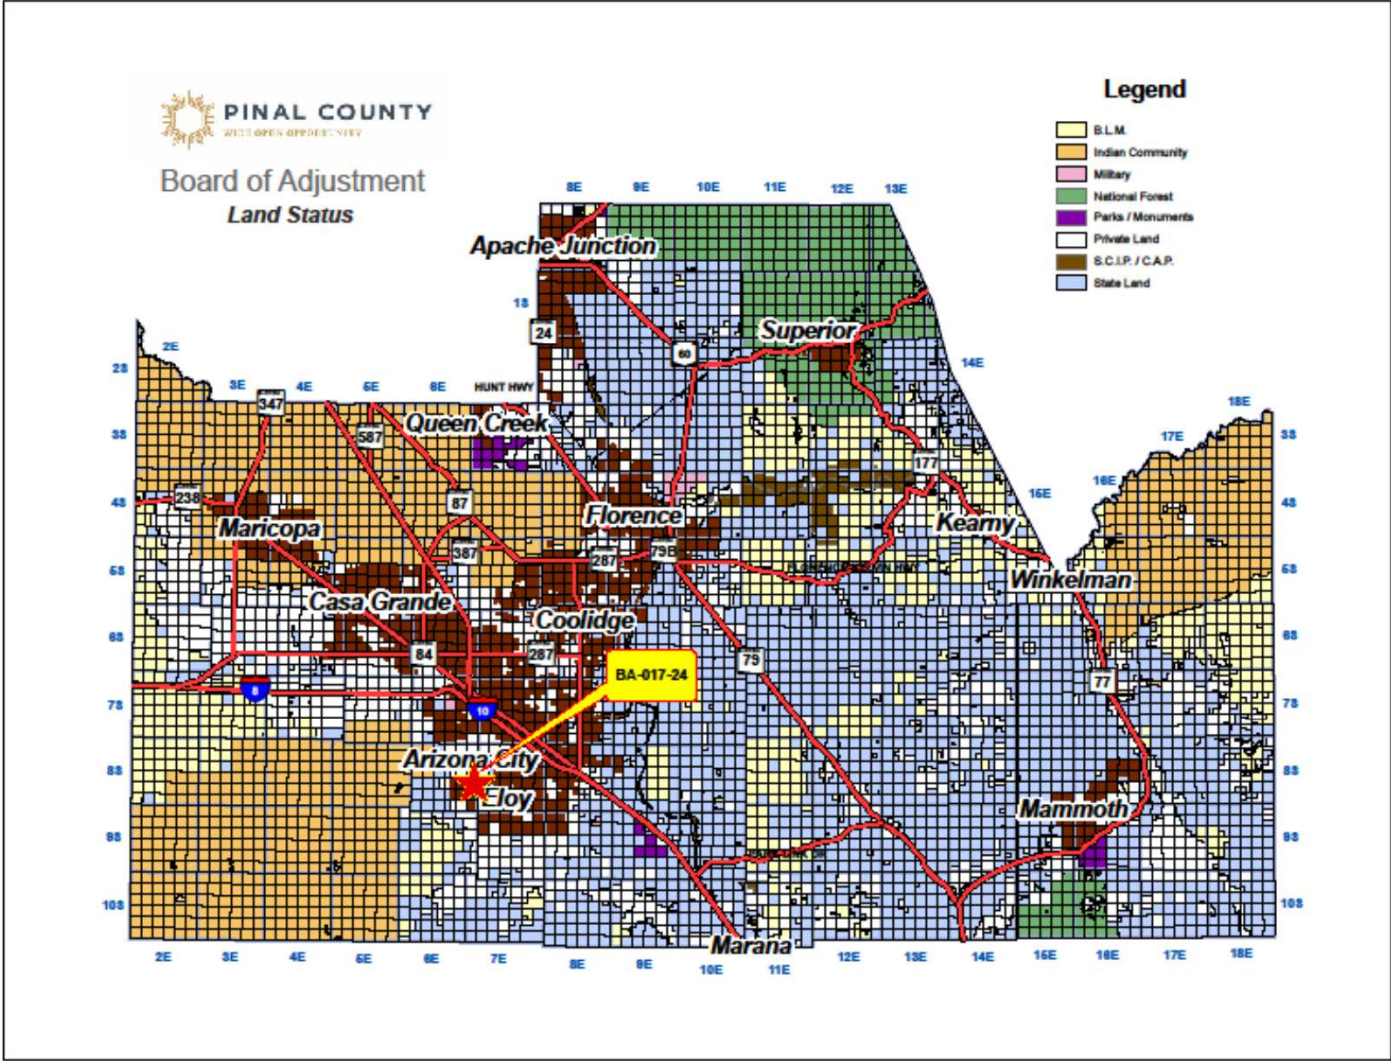 PINAL COUNTY
WIDE OPEN OPPORTUNITY
Board of Adjustment
Land Status
Legend
B.L.M.
Indian Community
Military
National Forest
Parks / Monuments
Private Land
S.C.I.P. / C.A.P.
State Land
8E 9E 10E 11E 12E 13E
Apache Junction
1S
24
Superior
60
2E
2S
14E
3E 4E 5E 6E HUNT HWY
347
18E
Queen Creek
587
3S
17E
3S
177
16E
238
87
4S
15E
4S
Maricopa
Florence
Kearny
387
287
79B
5S
5S
Winkelman
Casa Grande
Coolidge
6S
6S
84
287
79
BA-017-24
77
8
7S
7S
10
Arizona City
8S
8S
Eloy
Mammoth
9S
9S
10S
10S
Marana
2E 3E 4E 5E 6E 7E 8E 9E 10E 11E 12E 13E 14E 15E 16E 17E 18E